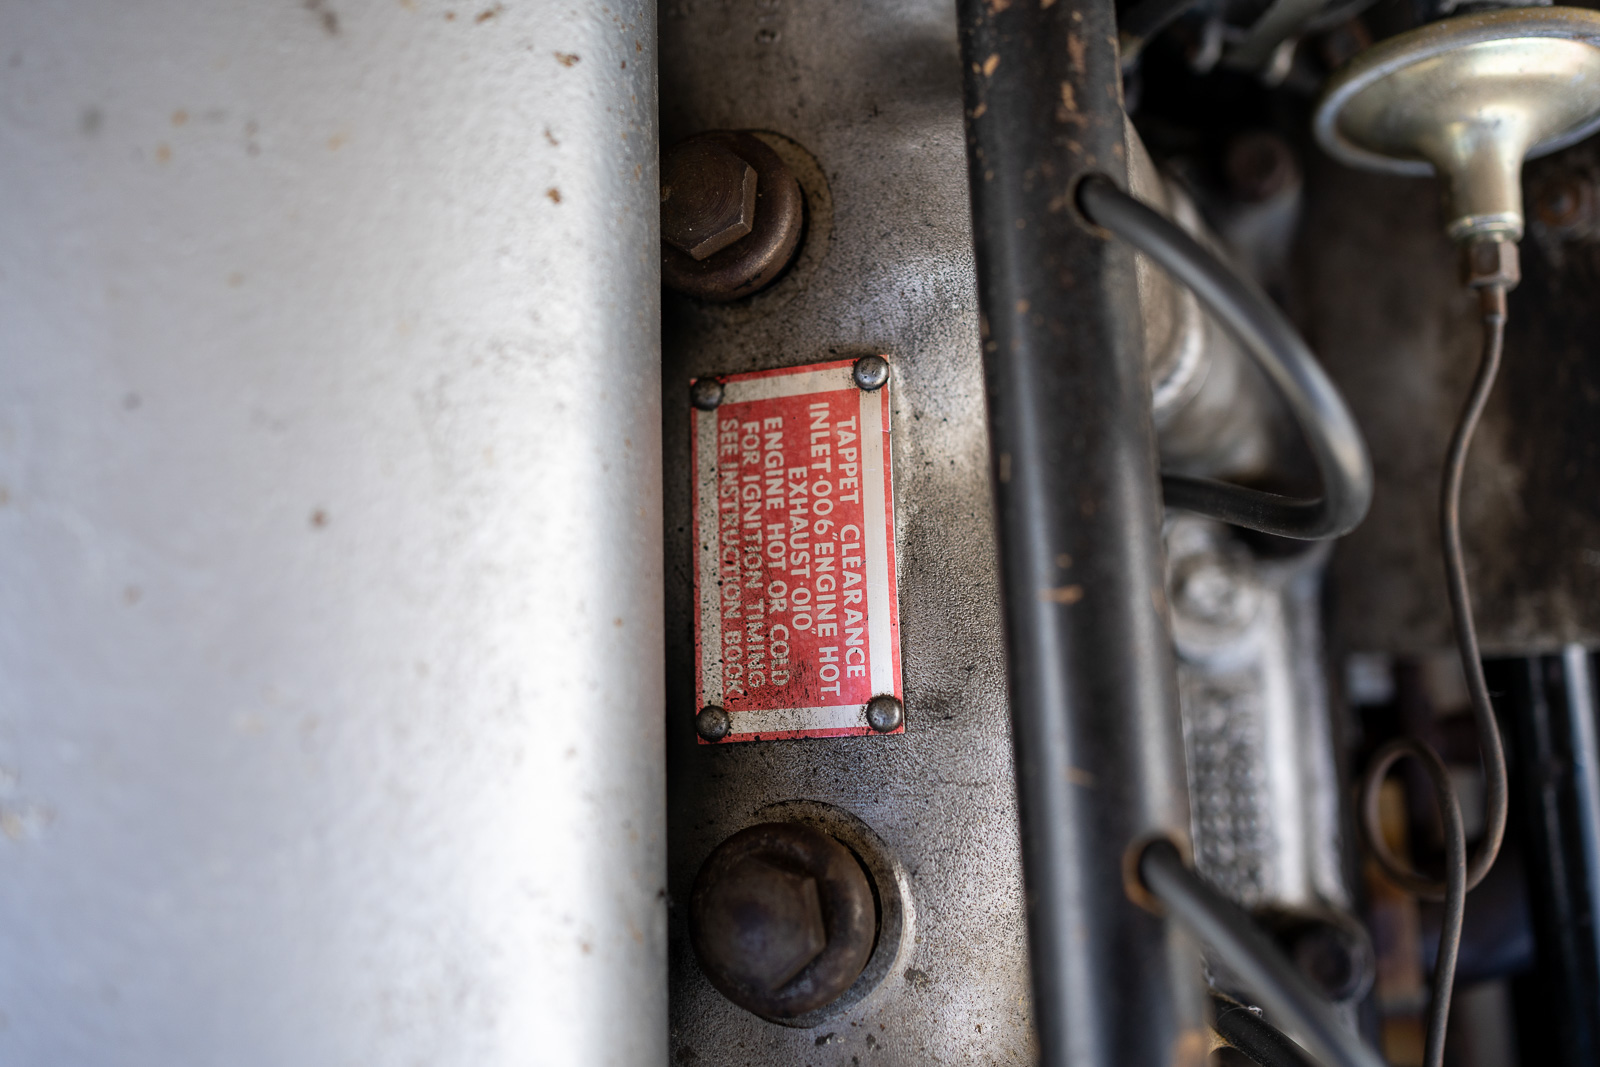 TAPPET CLEARANCE
INLET·006"ENGINE HOT.
EXHAUST·010"
ENGINE HOT OR COLD
FOR IGNITION TIMING
SEE INSTRUCTION BOOK